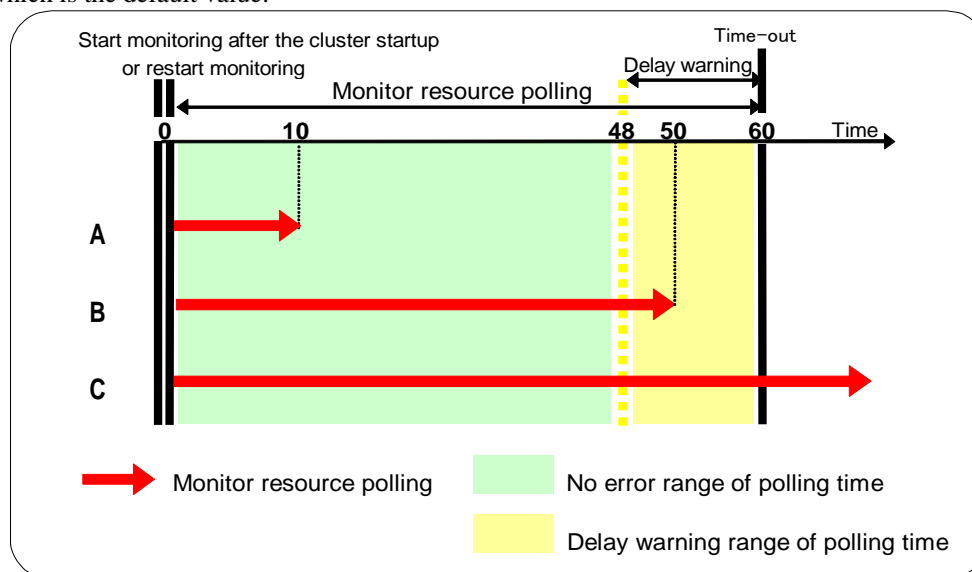 which is the default value.
Start monitoring after the cluster startup
or restart monitoring
Time-out
Delay warning
Monitor resource polling
0 10 48 50 60 Time
A
B
C
Monitor resource polling
No error range of polling time
Delay warning range of polling time